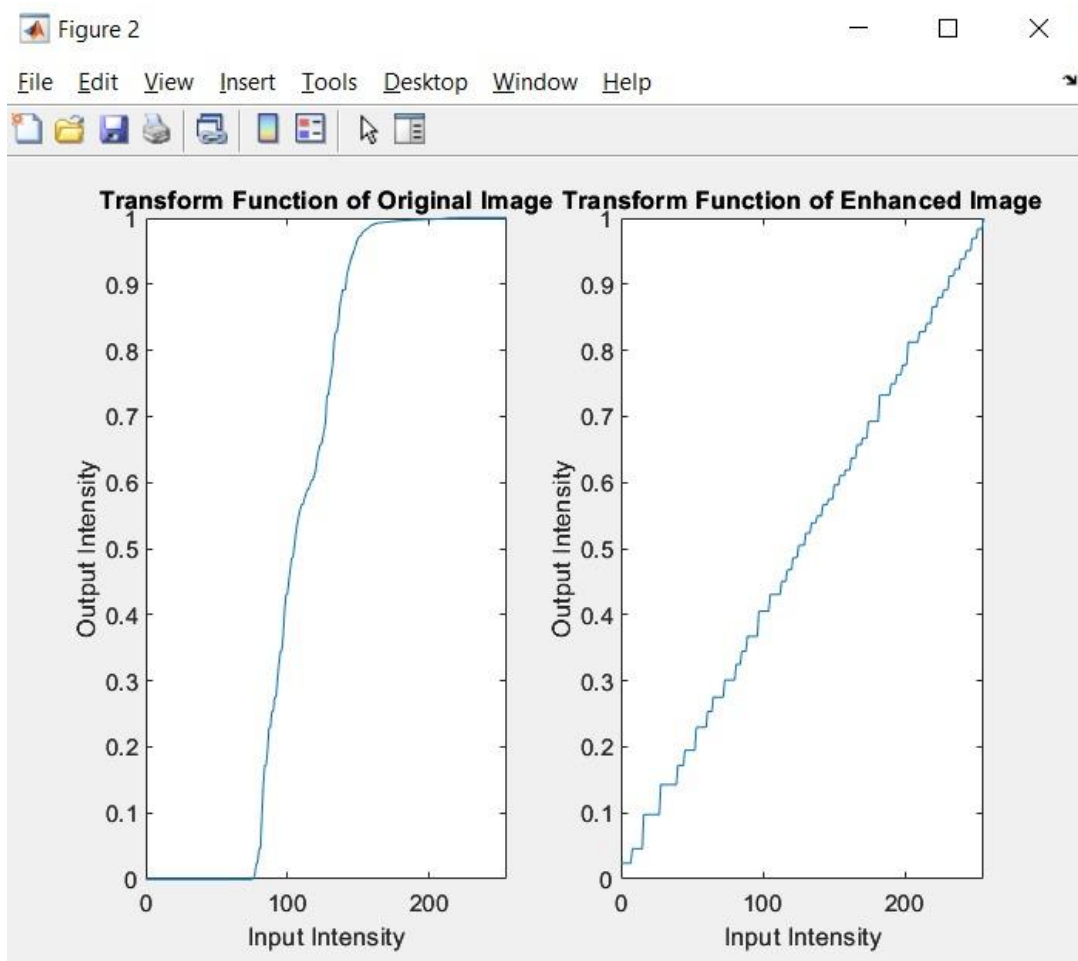 Figure 2
File Edit View Insert Tools Desktop Window Help
Transform Function of Original Image
1
0.9
0.8
0.7
0.6
0.5
0.4
0.3
0.2
0.1
0
Output Intensity
0 100 200
Input Intensity
Transform Function of Enhanced Image
1
0.9
0.8
0.7
0.6
0.5
0.4
0.3
0.2
0.1
0
Output Intensity
0 100 200
Input Intensity